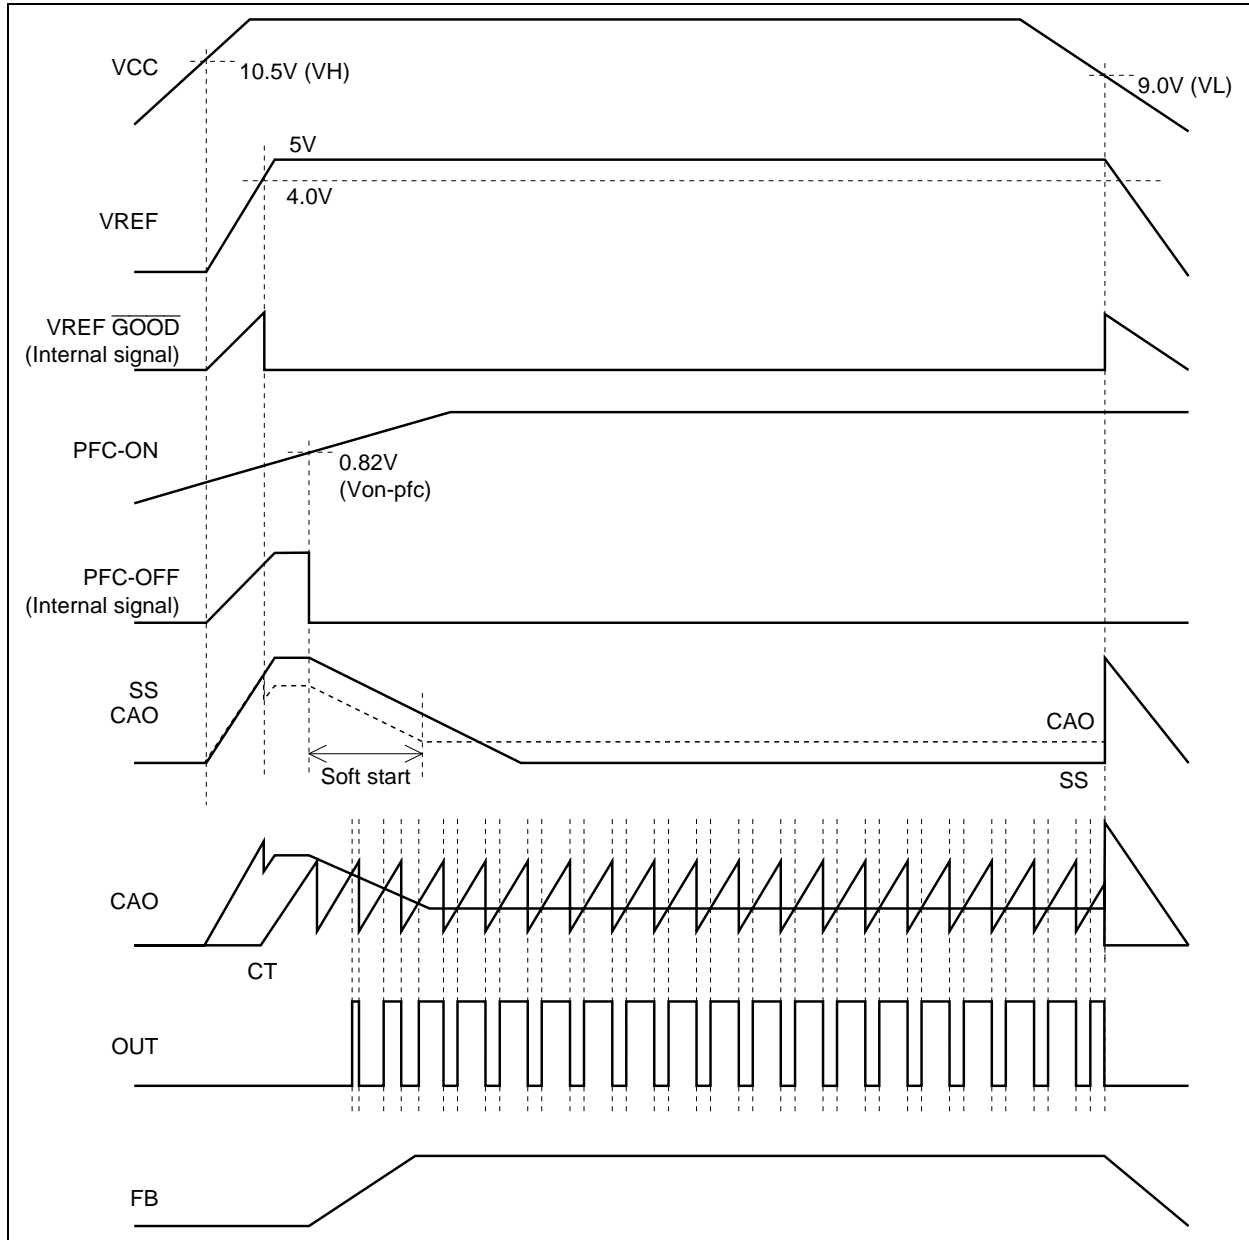 VCC
10.5V (VH)
9.0V (VL)
5V
4.0V
VREF
VREF GOOD
(Internal signal)
PFC-ON
0.82V
(Von-pfc)
PFC-OFF
(Internal signal)
SS
CAO
CAO
Soft start
SS
CAO
CT
OUT
FB